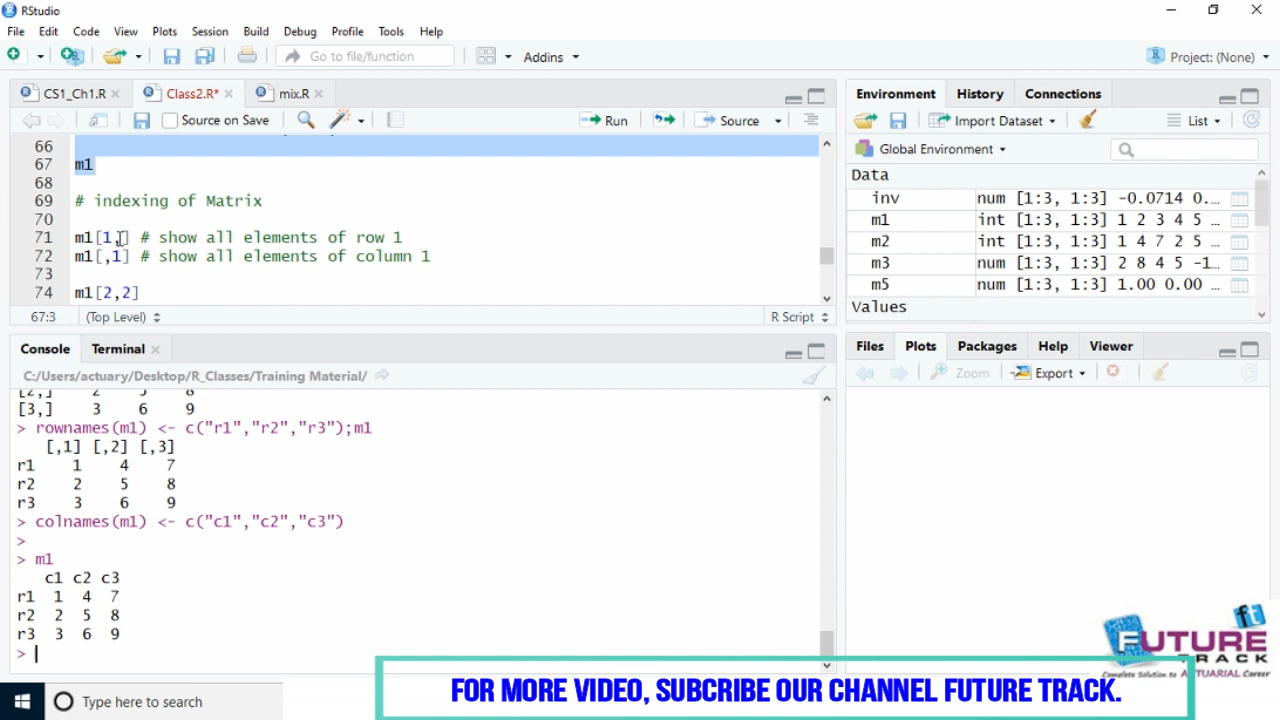 RStudio
File Edit Code View Plots Session Build Debug Profile Tools Help
Go to file/function
Addins
Project: (None)
CS1_Ch1.R
Class2.R*
mix.R
Source on Save
Run
Source
66
67 m1
68
69 # indexing of Matrix
70
71 m1[1,] # show all elements of row 1
72 m1[,1] # show all elements of column 1
73
74 m1[2,2]
67:3 (Top Level) R Script
Console Terminal
C:/Users/actuary/Desktop/R_Classes/Training Material/
[2,] 2 5 8
[3,] 3 6 9
> rownames(m1) <- c("r1","r2","r3");m1
[,1] [,2] [,3]
r1 1 4 7
r2 2 5 8
r3 3 6 9
> colnames(m1) <- c("c1","c2","c3")
>
> m1
c1 c2 c3
r1 1 4 7
r2 2 5 8
r3 3 6 9
>
Environment History Connections
Import Dataset
List
Global Environment
Data
inv num [1:3, 1:3] -0.0714 0.…
m1 int [1:3, 1:3] 1 2 3 4 5 …
m2 int [1:3, 1:3] 1 4 7 2 5 …
m3 num [1:3, 1:3] 2 8 4 5 -1…
m5 num [1:3, 1:3] 1.00 0.00 …
Values
Files Plots Packages Help Viewer
Zoom
Export
ft
FUTURE
TRACK
Complete Solution to ACTUARIAL Career
FOR MORE VIDEO, SUBCRIBE OUR CHANNEL FUTURE TRACK.
Type here to search